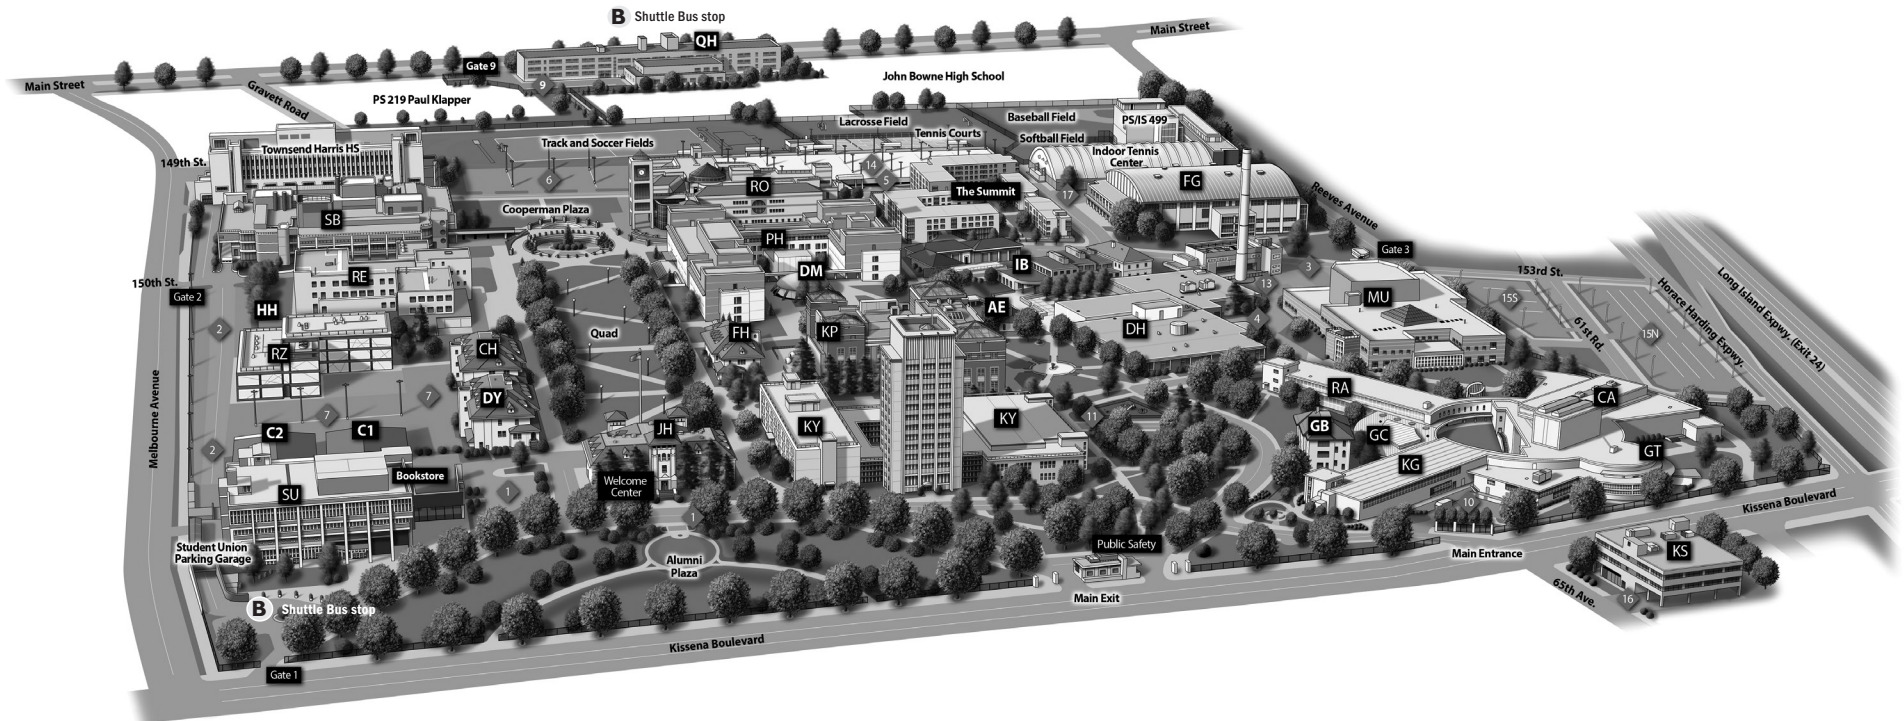 B Shuttle Bus stop
Main Street
QH
Gate 9
Main Street
John Bowne High School
9
Gravett Road
PS 219 Paul Klapper
Baseball Field
PS/IS 499
Lacrosse Field
Tennis Courts
Softball Field
Track and Soccer Fields
149th St.
Townsend Harris HS
Indoor Tennis
Center
14
5
6
RO
The Summit
17
FG
Reeves Avenue
Cooperman Plaza
SB
PH
Gate 3
150th St.
RE
DM
IB
3
153rd St.
Long Island Expwy. (Exit 24)
Horace Harding Expwy.
Gate 2
13
MU
15S
HH
AE
4
61st Rd.
15N
2
Quad
FH
KP
DH
RZ
CH
Melbourne Avenue
7
DY
7
RA
CA
11
KY
KY
C2
C1
JH
GB
GC
2
GT
KG
Bookstore
Welcome
Center
SU
1
1
10
Kissena Boulevard
Student Union
Parking Garage
Public Safety
Main Entrance
KS
Alumni
Plaza
Main Exit
65th Ave.
16
B Shuttle Bus stop
Kissena Boulevard
Gate 1